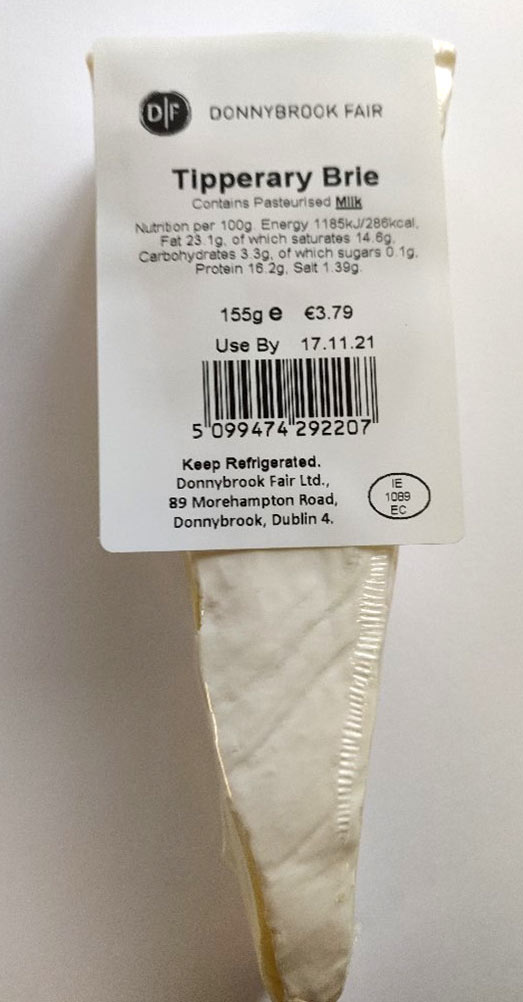 D|F DONNYBROOK FAIR
Tipperary Brie
Contains Pasteurised Milk
Nutrition per 100g. Energy 1185kJ/286kcal,
Fat 23.1g, of which saturates 14.6g,
Carbohydrates 3.3g, of which sugars 0.1g,
Protein 16.2g, Salt 1.39g.
155g e €3.79
Use By 17.11.21
5 099474 292207
Keep Refrigerated.
Donnybrook Fair Ltd.,
89 Morehampton Road,
Donnybrook, Dublin 4.
IE
1089
EC